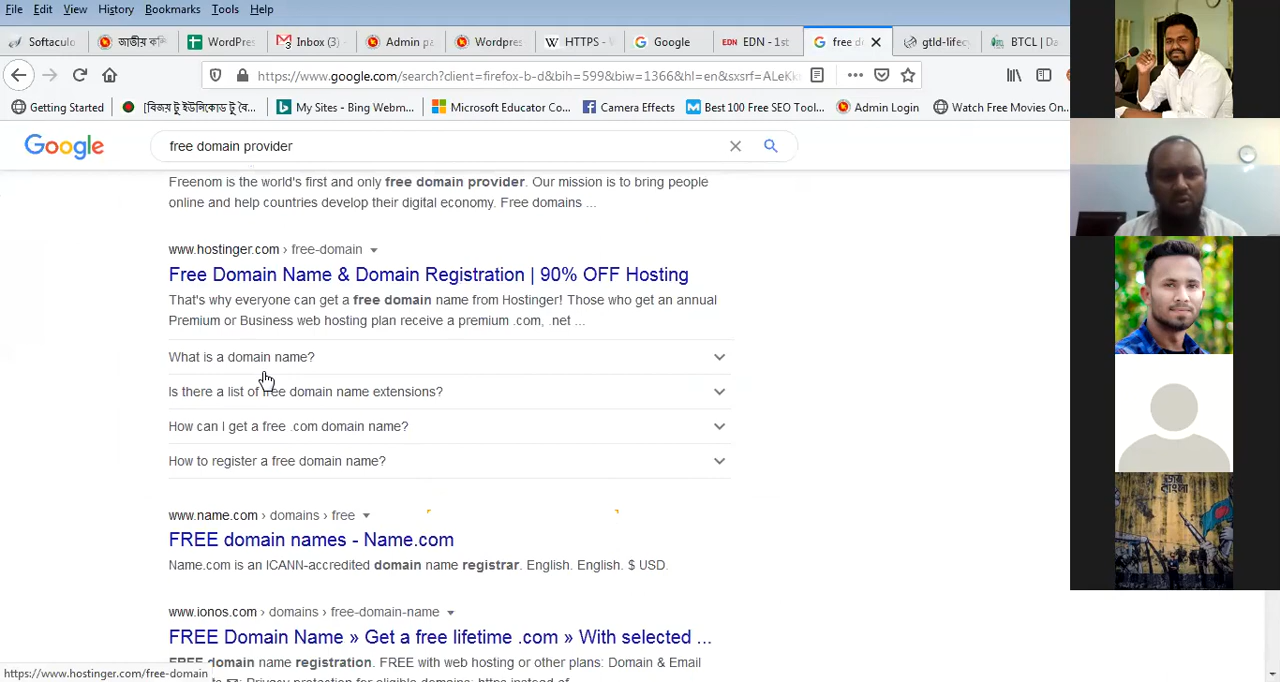 File Edit View History Bookmarks Tools Help
Softaculo
জাতীয় কবি
WordPres
Inbox (3)
Admin pa
Wordpres
HTTPS -
Google
EDN - 1st
free d
gtld-lifecy
BTCL | Da
https://www.google.com/search?client=firefox-b-d&bih=599&biw=1366&hl=en&sxsrf=ALeKk
Getting Started
[বিজয় টু ইউনিকোড টু বি...
My Sites - Bing Webm...
Microsoft Educator Co...
Camera Effects
Best 100 Free SEO Tool...
Admin Login
Watch Free Movies On...
Google
free domain provider
Freenom is the world's first and only free domain provider. Our mission is to bring people
online and help countries develop their digital economy. Free domains ...
www.hostinger.com › free-domain
Free Domain Name & Domain Registration | 90% OFF Hosting
That's why everyone can get a free domain name from Hostinger! Those who get an annual
Premium or Business web hosting plan receive a premium .com, .net ...
What is a domain name?
Is there a list of free domain name extensions?
How can I get a free .com domain name?
How to register a free domain name?
www.name.com › domains › free
FREE domain names - Name.com
Name.com is an ICANN-accredited domain name registrar. English. English. $ USD.
www.ionos.com › domains › free-domain-name
FREE Domain Name » Get a free lifetime .com » With selected ...
FREE domain name registration. FREE with web hosting or other plans: Domain & Email
https://www.hostinger.com/free-domain